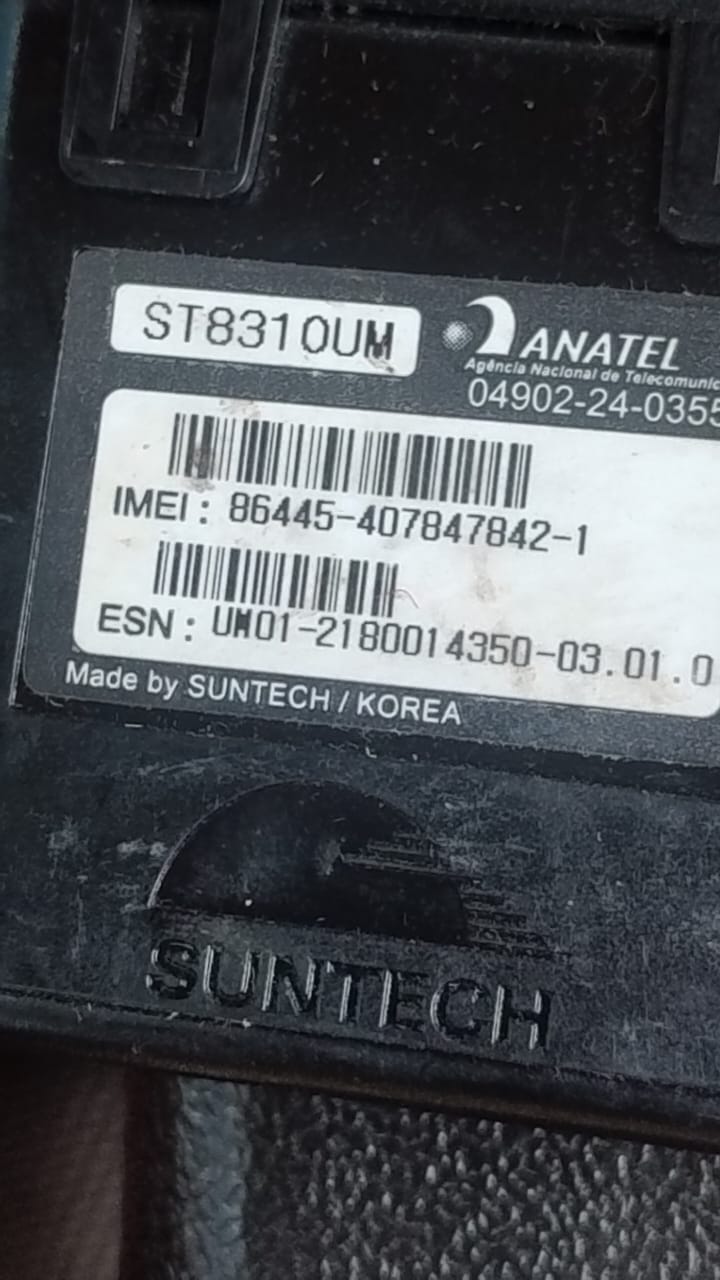 ST8310UM
ANATEL
Agência Nacional de Telecomunic
04902-24-0355
IMEI : 86445-407847842-1
ESN : UM01-2180014350-03.01.0
Made by SUNTECH / KOREA
SUNTECH